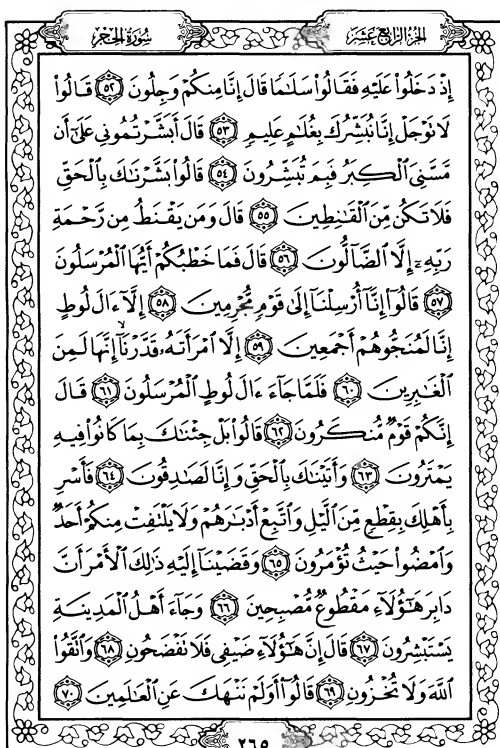 الجزء الرابع عشر
سورة الحجر
إِذْ دَخَلُوا۟ عَلَيْهِ فَقَالُوا۟ سَلَـٰمًا قَالَ إِنَّا مِنكُمْ وَجِلُونَ ٥٢ قَالُوا۟
لَا تَوْجَلْ إِنَّا نُبَشِّرُكَ بِغُلَـٰمٍ عَلِيمٍ ٥٣ قَالَ أَبَشَّرْتُمُونِى عَلَىٰٓ أَن
مَّسَّنِىَ ٱلْكِبَرُ فَبِمَ تُبَشِّرُونَ ٥٤ قَالُوا۟ بَشَّرْنَـٰكَ بِٱلْحَقِّ
فَلَا تَكُن مِّنَ ٱلْقَـٰنِطِينَ ٥٥ قَالَ وَمَن يَقْنَطُ مِن رَّحْمَةِ
رَبِّهِۦٓ إِلَّا ٱلضَّآلُّونَ ٥٦ قَالَ فَمَا خَطْبُكُمْ أَيُّهَا ٱلْمُرْسَلُونَ
٥٧ قَالُوٓا۟ إِنَّآ أُرْسِلْنَآ إِلَىٰ قَوْمٍ مُّجْرِمِينَ ٥٨ إِلَّآ ءَالَ لُوطٍ
إِنَّا لَمُنَجُّوهُمْ أَجْمَعِينَ ٥٩ إِلَّا ٱمْرَأَتَهُۥ قَدَّرْنَآ ۙ إِنَّهَا لَمِنَ
ٱلْغَـٰبِرِينَ ٦٠ فَلَمَّا جَآءَ ءَالَ لُوطٍ ٱلْمُرْسَلُونَ ٦١ قَالَ
إِنَّكُمْ قَوْمٌ مُّنكَرُونَ ٦٢ قَالُوا۟ بَلْ جِئْنَـٰكَ بِمَا كَانُوا۟ فِيهِ
يَمْتَرُونَ ٦٣ وَأَتَيْنَـٰكَ بِٱلْحَقِّ وَإِنَّا لَصَـٰدِقُونَ ٦٤ فَأَسْرِ
بِأَهْلِكَ بِقِطْعٍ مِّنَ ٱلَّيْلِ وَٱتَّبِعْ أَدْبَـٰرَهُمْ وَلَا يَلْتَفِتْ مِنكُمْ أَحَدٌ
وَٱمْضُوا۟ حَيْثُ تُؤْمَرُونَ ٦٥ وَقَضَيْنَآ إِلَيْهِ ذَٰلِكَ ٱلْأَمْرَ أَنَّ
دَابِرَ هَـٰٓؤُلَآءِ مَقْطُوعٌ مُّصْبِحِينَ ٦٦ وَجَآءَ أَهْلُ ٱلْمَدِينَةِ
يَسْتَبْشِرُونَ ٦٧ قَالَ إِنَّ هَـٰٓؤُلَآءِ ضَيْفِى فَلَا تَفْضَحُونِ ٦٨ وَٱتَّقُوا۟
ٱللَّهَ وَلَا تُخْزُونِ ٦٩ قَالُوٓا۟ أَوَلَمْ نَنْهَكَ عَنِ ٱلْعَـٰلَمِينَ ٧٠
٢٦٥